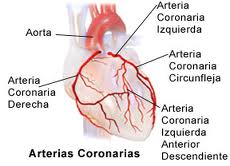 Arteria
Coronaria
Izquierda
Aorta
Arteria
Coronaria
Circunfleja
Arteria
Coronaria
Derecha
Arteria
Coronaria
Izquierda
Anterior
Descendiente
Arterias Coronarias